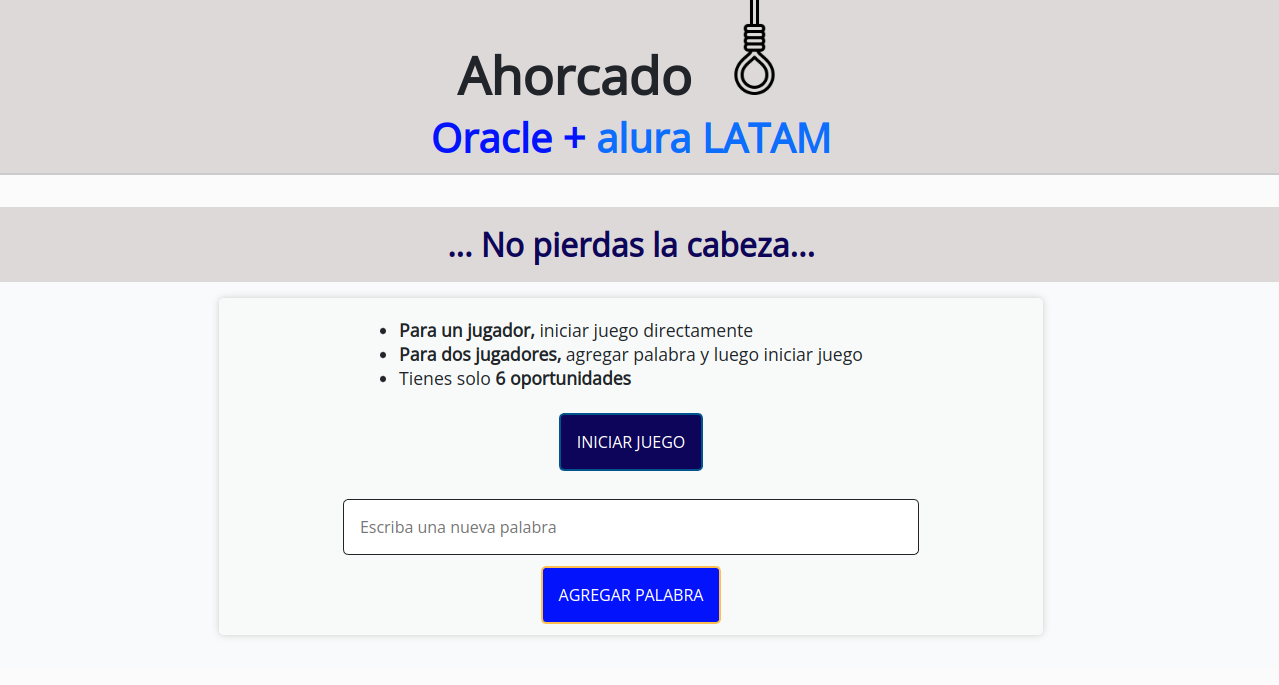 Ahorcado
Oracle + alura LATAM
... No pierdas la cabeza...
Para un jugador, iniciar juego directamente
Para dos jugadores, agregar palabra y luego iniciar juego
Tienes solo 6 oportunidades
INICIAR JUEGO
Escriba una nueva palabra
AGREGAR PALABRA